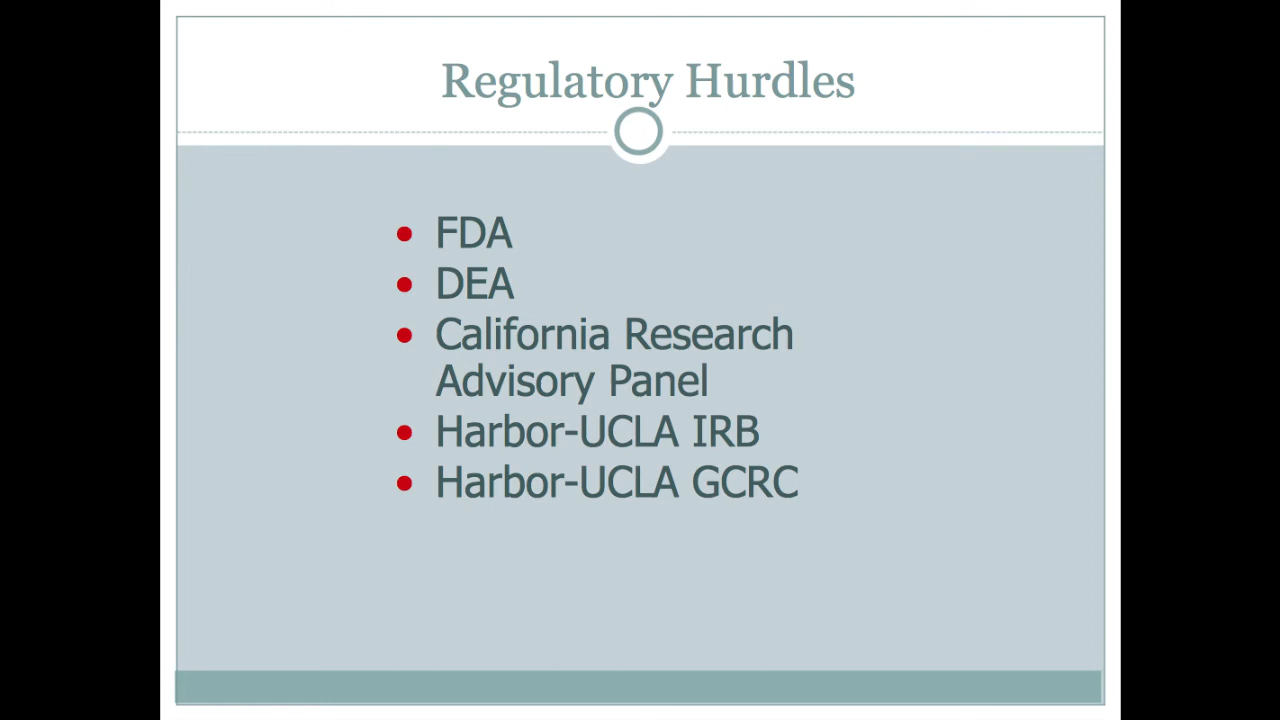 Regulatory Hurdles
• FDA
• DEA
• California Research
Advisory Panel
• Harbor-UCLA IRB
• Harbor-UCLA GCRC